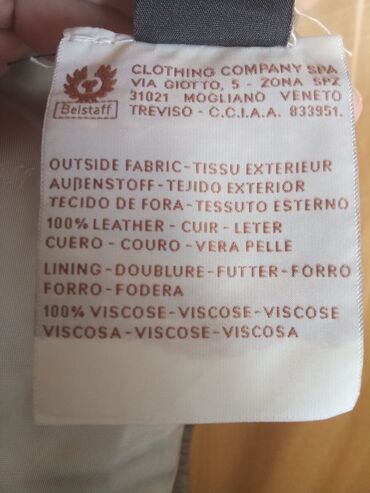 Belstaff
CLOTHING COMPANY SPA
VIA GIOTTO, 5 - ZONA SPZ
31021 MOGLIANO VENETO
TREVISO - C.C.I.A.A. 833951.
OUTSIDE FABRIC-TISSU EXTERIEUR
AUßENSTOFF-TEJIDO EXTERIOR
TECIDO DE FORA-TESSUTO ESTERNO
100% LEATHER - CUIR - LETER
CUERO - COURO - VERA PELLE
LINING-DOUBLURE-FUTTER-FORRO
FORRO-FODERA
100% VISCOSE-VISCOSE-VISCOSE
VISCOSA-VISCOSE-VISCOSA